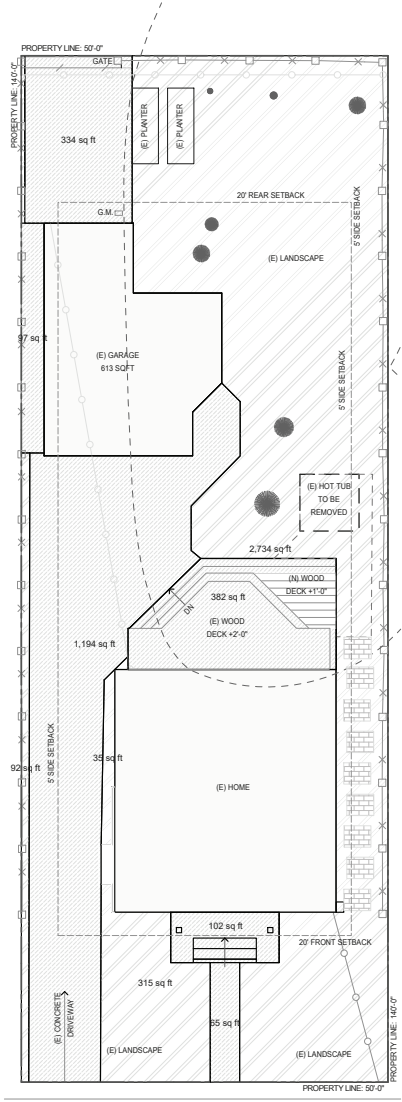 PROPERTY LINE: 50'-0"
GATE
PROPERTY LINE: 140'-0"
334 sq ft
(E) PLANTER
(E) PLANTER
20' REAR SETBACK
G.M.
5' SIDE SETBACK
(E) LANDSCAPE
97 sq ft
(E) GARAGE
613 SQFT
5' SIDE SETBACK
(E) HOT TUB
TO BE
REMOVED
2,734 sq ft
(N) WOOD
DECK +1'-0"
382 sq ft
DN
(E) WOOD
DECK +2'-0"
1,194 sq ft
35 sq ft
92 sq ft
5' SIDE SETBACK
(E) HOME
102 sq ft
20' FRONT SETBACK
315 sq ft
65 sq ft
(E) CONCRETE
DRIVEWAY
(E) LANDSCAPE
(E) LANDSCAPE
PROPERTY LINE: 140'-0"
PROPERTY LINE: 50'-0"